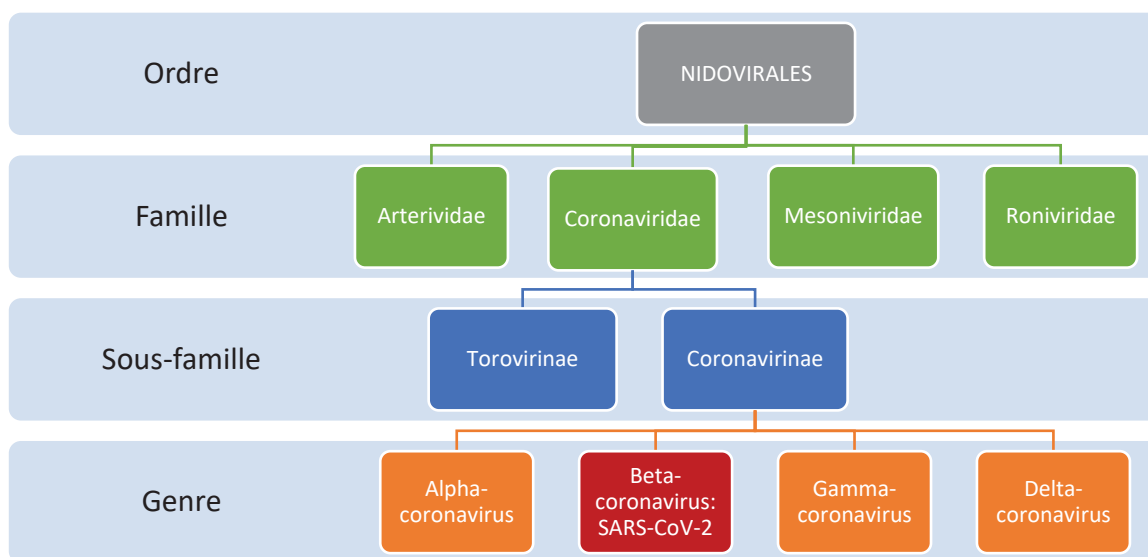 Ordre
NIDOVIRALES
Famille
Arterividae
Coronaviridae
Mesoniviridae
Roniviridae
Sous-famille
Torovirinae
Coronavirinae
Genre
Alpha-
coronavirus
Beta-
coronavirus:
SARS-CoV-2
Gamma-
coronavirus
Delta-
coronavirus